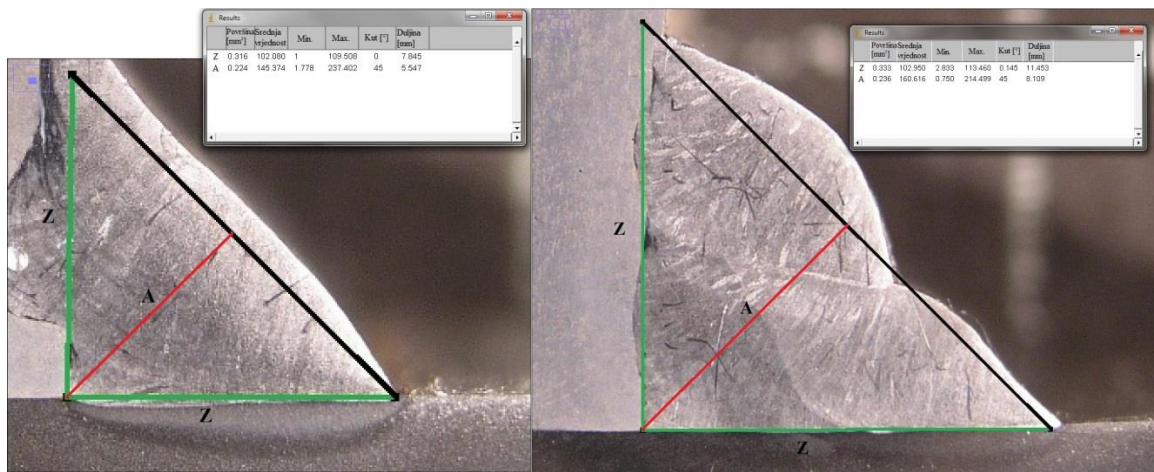 Results
Površina Srednja Min. Max. Kut [°] Duljina
[mm²] vrjednost [mm]
Z 0.316 102.080 1 109.508 0 7.845
A 0.224 145.374 1.778 237.402 45 5.547
Z
A
Z
Results
Površina Srednja Min. Max. Kut [°] Duljina
[mm²] vrjednost [mm]
Z 0.333 102.950 2.833 113.460 0.145 11.453
A 0.236 160.616 0.750 214.499 45 8.109
Z
A
Z